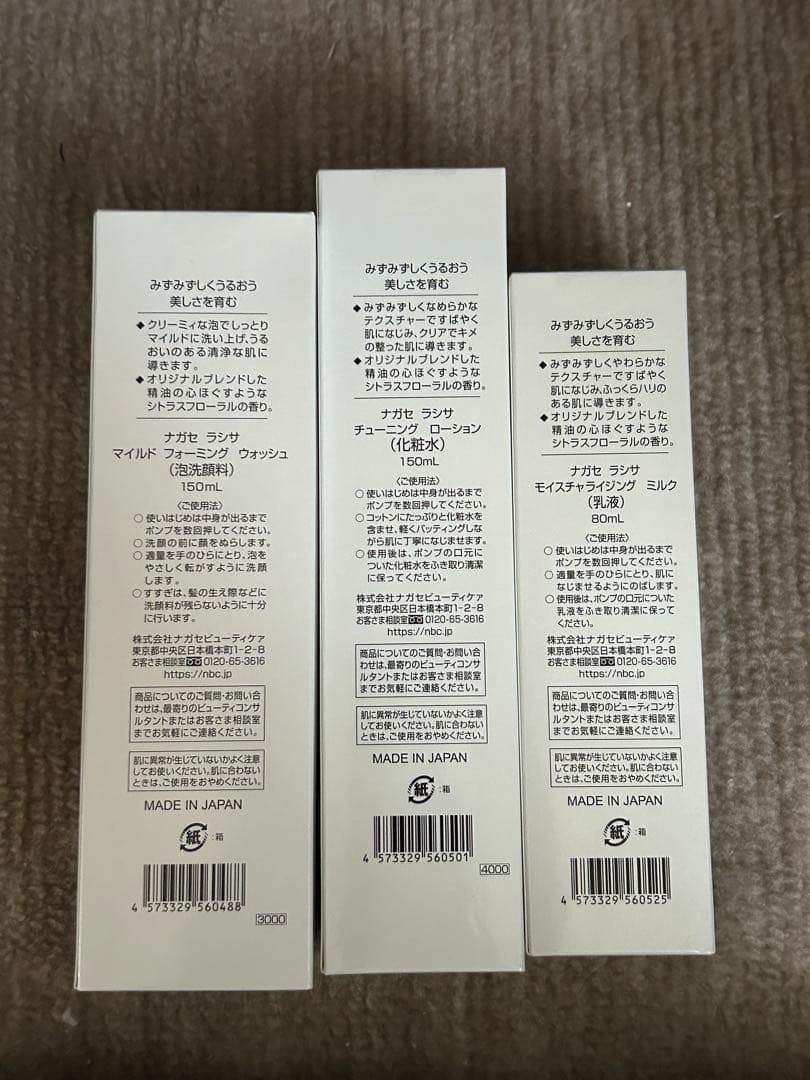 みずみずしくうるおう
美しさを育む
◆クリーミィな泡でしっとり
マイルドに洗い上げ、うる
おいのある清浄な肌に
導きます。
◆オリジナルブレンドした
精油の心ほぐすような
シトラスフローラルの香り。
ナガセ ラシサ
マイルド フォーミング ウォッシュ
(泡洗顔料)
150mL
〈ご使用法〉
○使いはじめは中身が出るまで
ポンプを数回押してください。
○洗顔の前に顔をぬらします。
○適量を手のひらにとり、泡を
やさしく転がすように洗顔
します。
○すすぎは、髪の生え際などに
洗顔料が残らないように十分
に行います。
株式会社ナガセビューティケァ
東京都中央区日本橋本町1-2-8
お客さま相談室 0120-65-3616
https://nbc.jp
商品についてのご質問・お問い合
わせは、最寄りのビューティコンサ
ルタントまたはお客さま相談室
までお気軽にご連絡ください。
肌に異常が生じていないかよく注意
してお使いください。肌に合わない
ときは、ご使用をおやめください。
MADE IN JAPAN
紙:箱
4 573329 560488
3000
みずみずしくうるおう
美しさを育む
◆みずみずしくなめらかな
テクスチャーですばやく
肌になじみ、クリアでキメ
の整った肌に導きます。
◆オリジナルブレンドした
精油の心ほぐすような
シトラスフローラルの香り。
ナガセ ラシサ
チューニング ローション
(化粧水)
150mL
〈ご使用法〉
○使いはじめは中身が出るまで
ポンプを数回押してください。
○コットンにたっぷりと化粧水を
含ませ、軽くパッティングしな
がら肌に丁寧になじませます。
○使用後は、ポンプの口元に
ついた化粧水をふき取り清潔
に保ってください。
株式会社ナガセビューティケァ
東京都中央区日本橋本町1-2-8
お客さま相談室 0120-65-3616
https://nbc.jp
商品についてのご質問・お問い合
わせは、最寄りのビューティコンサ
ルタントまたはお客さま相談室
までお気軽にご連絡ください。
肌に異常が生じていないかよく注意
してお使いください。肌に合わない
ときは、ご使用をおやめください。
MADE IN JAPAN
紙:箱
4 573329 560501
4000
みずみずしくうるおう
美しさを育む
◆みずみずしくやわらかな
テクスチャーですばやく
肌になじみ、ふっくらハリの
ある肌に導きます。
◆オリジナルブレンドした
精油の心ほぐすような
シトラスフローラルの香り。
ナガセ ラシサ
モイスチャライジング ミルク
(乳液)
80mL
〈ご使用法〉
○使いはじめは中身が出るまで
ポンプを数回押してください。
○適量を手のひらにとり、肌に
なじませるようにのばします。
○使用後は、ポンプの口元についた
乳液をふき取り清潔に保って
ください。
株式会社ナガセビューティケァ
東京都中央区日本橋本町1-2-8
お客さま相談室 0120-65-3616
https://nbc.jp
商品についてのご質問・お問い合
わせは、最寄りのビューティコンサ
ルタントまたはお客さま相談室
までお気軽にご連絡ください。
肌に異常が生じていないかよく注意
してお使いください。肌に合わない
ときは、ご使用をおやめください。
MADE IN JAPAN
紙:箱
4 573329 560525